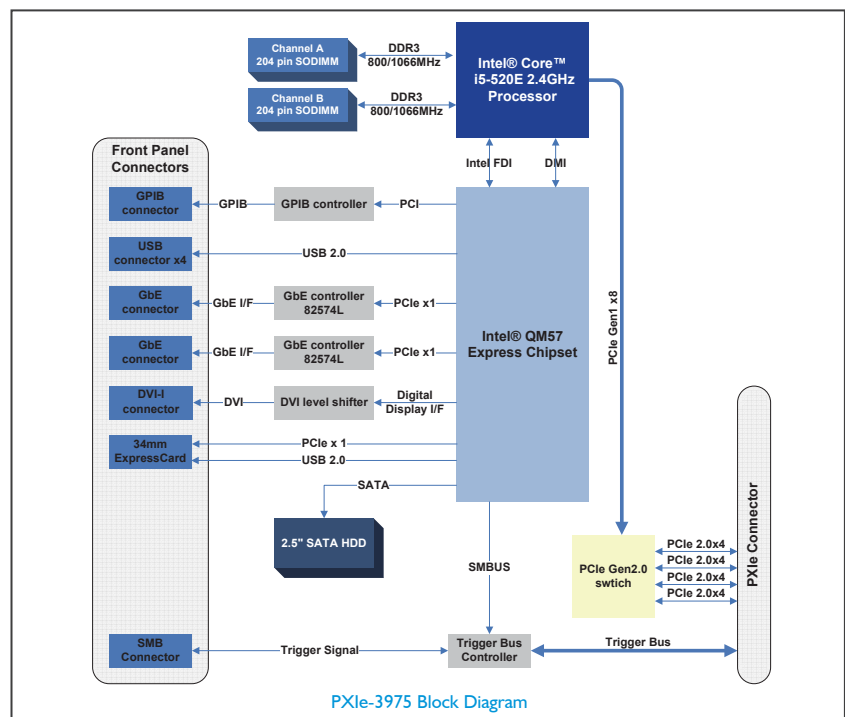 Channel A
204 pin SODIMM
DDR3
800/1066MHz
Intel® Core™
i5-520E 2.4GHz
Processor
Channel B
204 pin SODIMM
DDR3
800/1066MHz
Front Panel
Connectors
Intel FDI
DMI
GPIB
connector
GPIB
GPIB controller
PCI
USB
connector x4
USB 2.0
GbE
connector
GbE I/F
GbE controller
82574L
PCIe x1
GbE
connector
GbE I/F
GbE controller
82574L
PCIe x1
Intel® QM57
Express Chipset
PCIe Gen1 x8
DVI-I
connector
DVI
DVI level shifter
Digital
Display I/F
34mm
ExpressCard
PCIe x 1
USB 2.0
SATA
2.5" SATA HDD
SMBUS
PCIe Gen2.0
swtich
PCIe 2.0x4
PCIe 2.0x4
PCIe 2.0x4
PCIe 2.0x4
PXIe Connector
SMB
Connector
Trigger Signal
Trigger Bus
Controller
Trigger Bus
PXIe-3975 Block Diagram